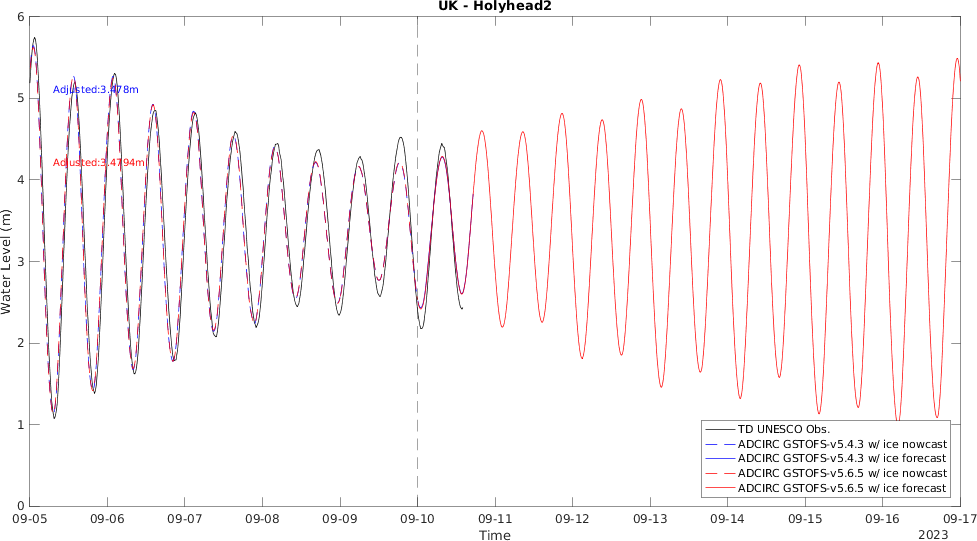 UK - Holyhead2
6
5
4
3
2
1
0
Water Level (m)
Adjusted:3.478m
Adjusted:3.4794m
TD UNESCO Obs.
ADCIRC GSTOFS-v5.4.3 w/ ice nowcast
ADCIRC GSTOFS-v5.4.3 w/ ice forecast
ADCIRC GSTOFS-v5.6.5 w/ ice nowcast
ADCIRC GSTOFS-v5.6.5 w/ ice forecast
09-05 09-06 09-07 09-08 09-09 09-10 09-11 09-12 09-13 09-14 09-15 09-16 09-17
Time
2023